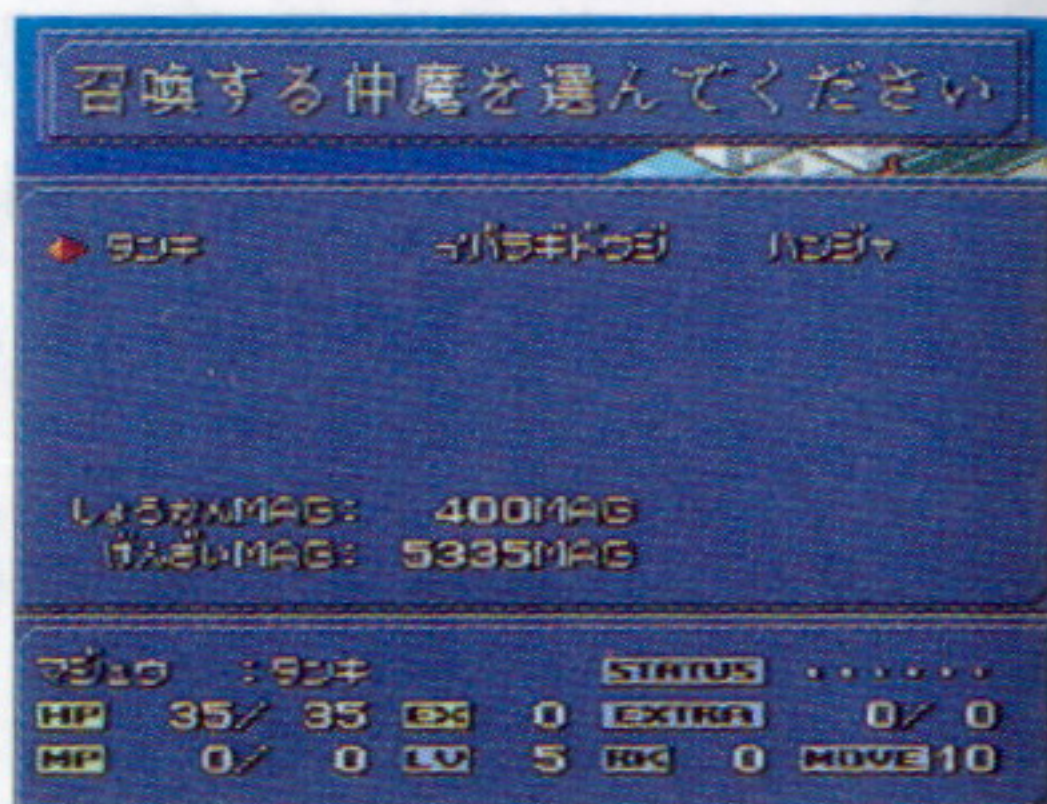 召喚する仲魔を選んでください
タンキ イバラギドウジ ハンジャ
しょうかんMAG: 400MAG
げんざいMAG: 5335MAG
マジュウ :タンキ STATUS ・・・・・・
HP 35/ 35 EX 0 EXTRA 0/ 0
MP 0/ 0 LV 5 RK 0 MOVE10